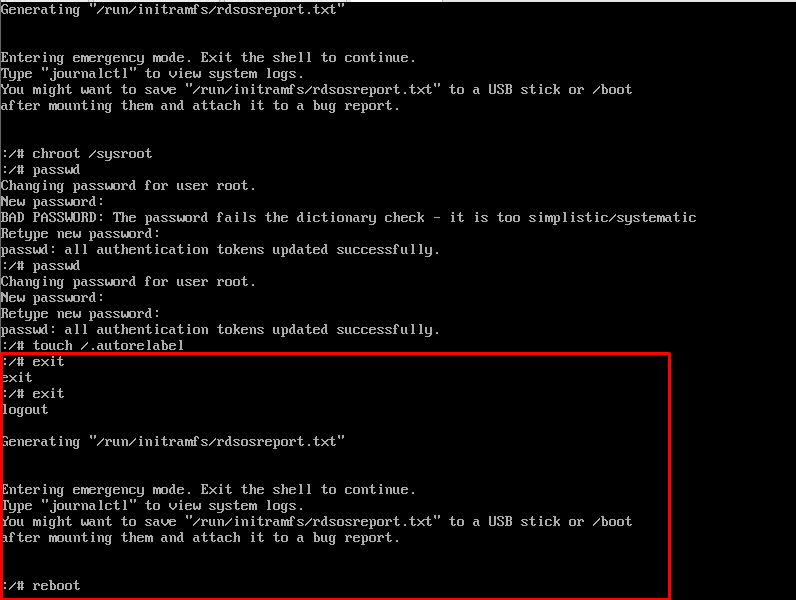 Generating "/run/initramfs/rdsosreport.txt"
Entering emergency mode. Exit the shell to continue.
Type "journalctl" to view system logs.
You might want to save "/run/initramfs/rdsosreport.txt" to a USB stick or /boot
after mounting them and attach it to a bug report.
:/# chroot /sysroot
:/# passwd
Changing password for user root.
New password:
BAD PASSWORD: The password fails the dictionary check - it is too simplistic/systematic
Retype new password:
passwd: all authentication tokens updated successfully.
:/# passwd
Changing password for user root.
New password:
Retype new password:
passwd: all authentication tokens updated successfully.
:/# touch /.autorelabel
:/# exit
exit
:/# exit
logout
Generating "/run/initramfs/rdsosreport.txt"
Entering emergency mode. Exit the shell to continue.
Type "journalctl" to view system logs.
You might want to save "/run/initramfs/rdsosreport.txt" to a USB stick or /boot
after mounting them and attach it to a bug report.
:/# reboot